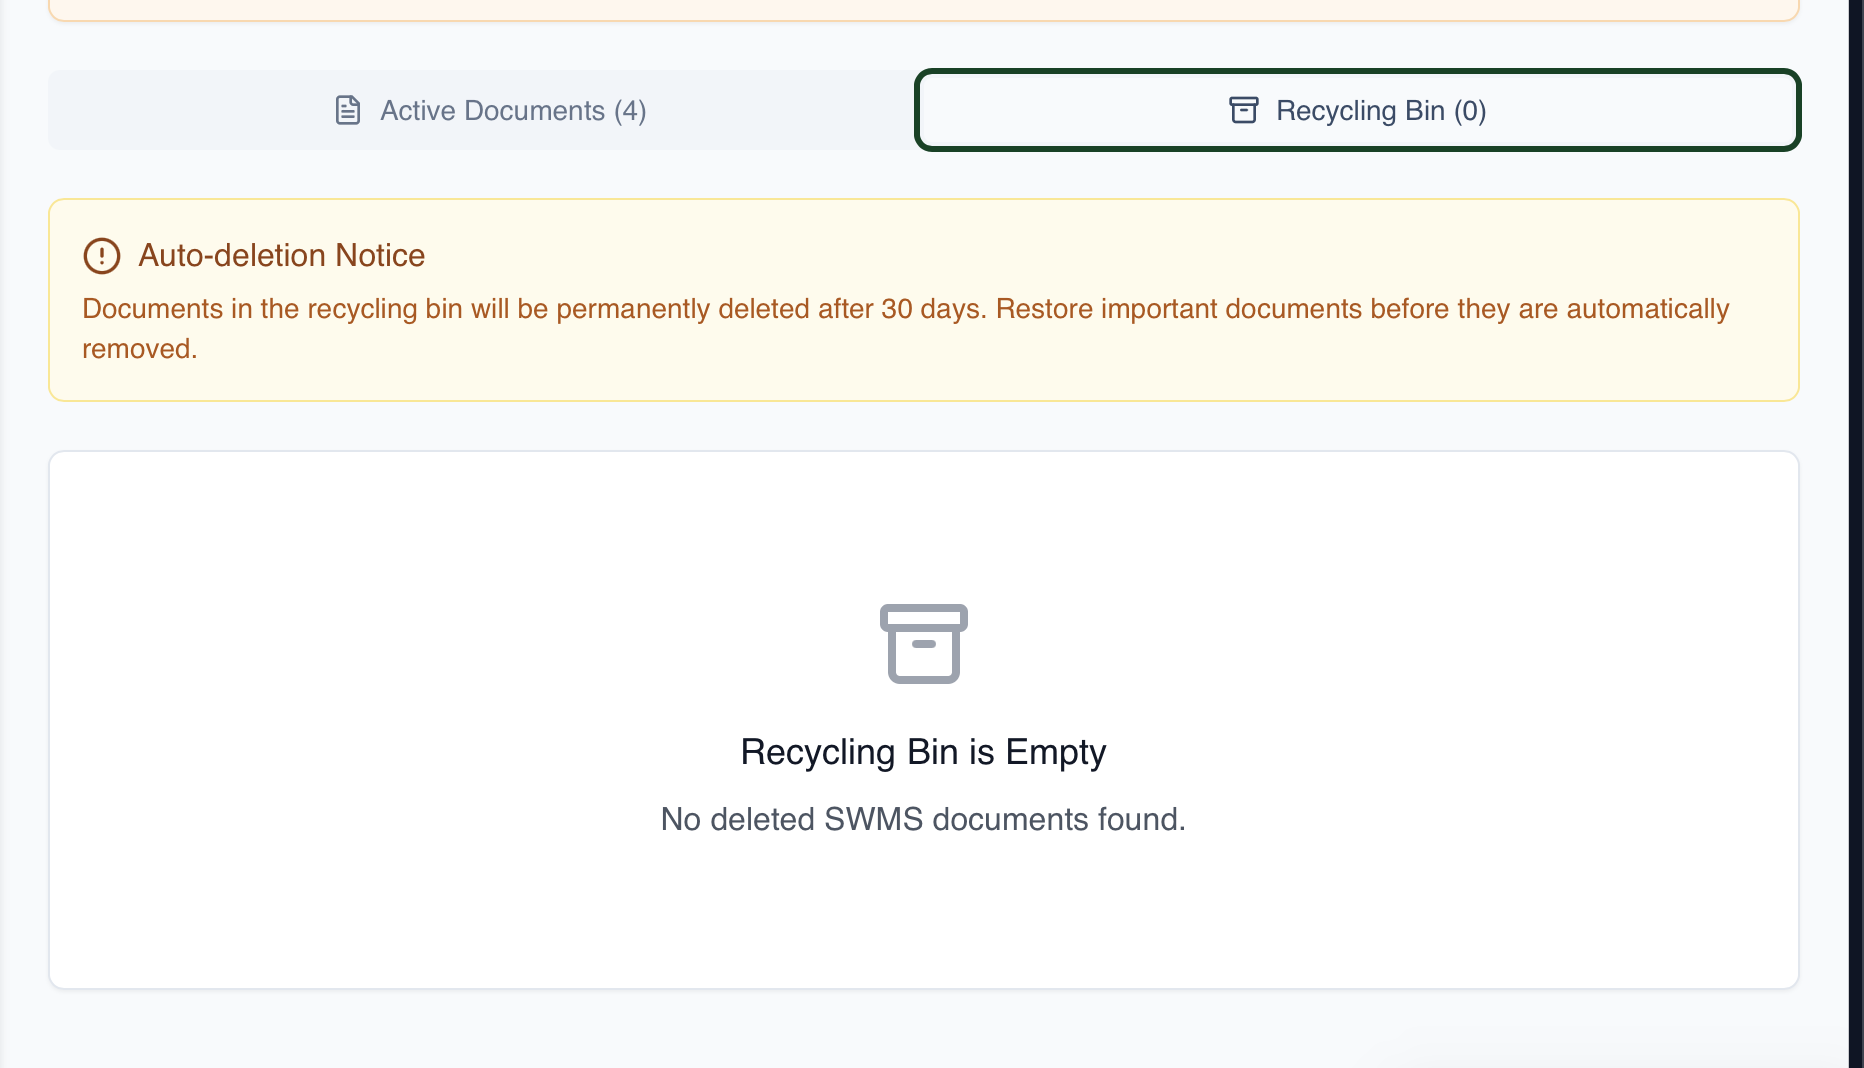 Active Documents (4)
Recycling Bin (0)
Auto-deletion Notice
Documents in the recycling bin will be permanently deleted after 30 days. Restore important documents before they are automatically
removed.
Recycling Bin is Empty
No deleted SWMS documents found.